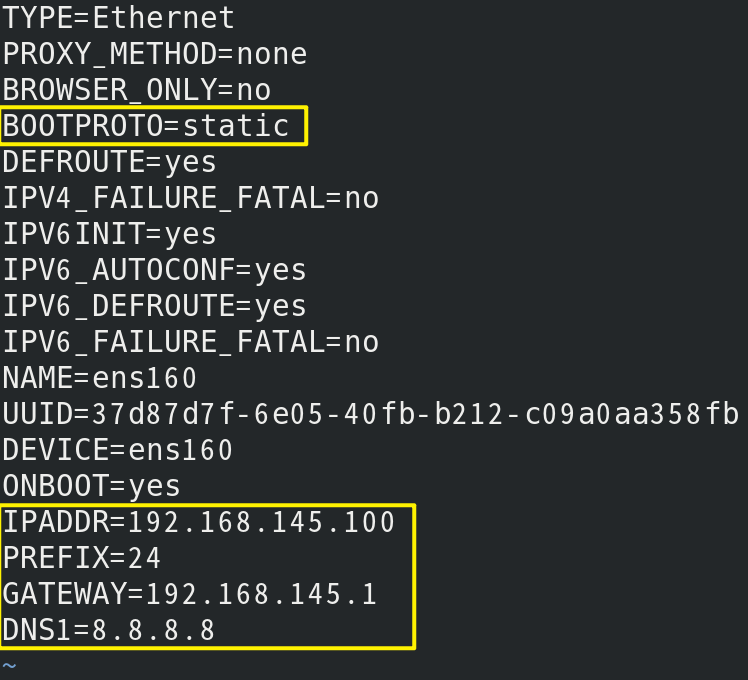 TYPE=Ethernet
PROXY_METHOD=none
BROWSER_ONLY=no
BOOTPROTO=static
DEFROUTE=yes
IPV4_FAILURE_FATAL=no
IPV6INIT=yes
IPV6_AUTOCONF=yes
IPV6_DEFROUTE=yes
IPV6_FAILURE_FATAL=no
NAME=ens160
UUID=37d87d7f-6e05-40fb-b212-c09a0aa358fb
DEVICE=ens160
ONBOOT=yes
IPADDR=192.168.145.100
PREFIX=24
GATEWAY=192.168.145.1
DNS1=8.8.8.8
~